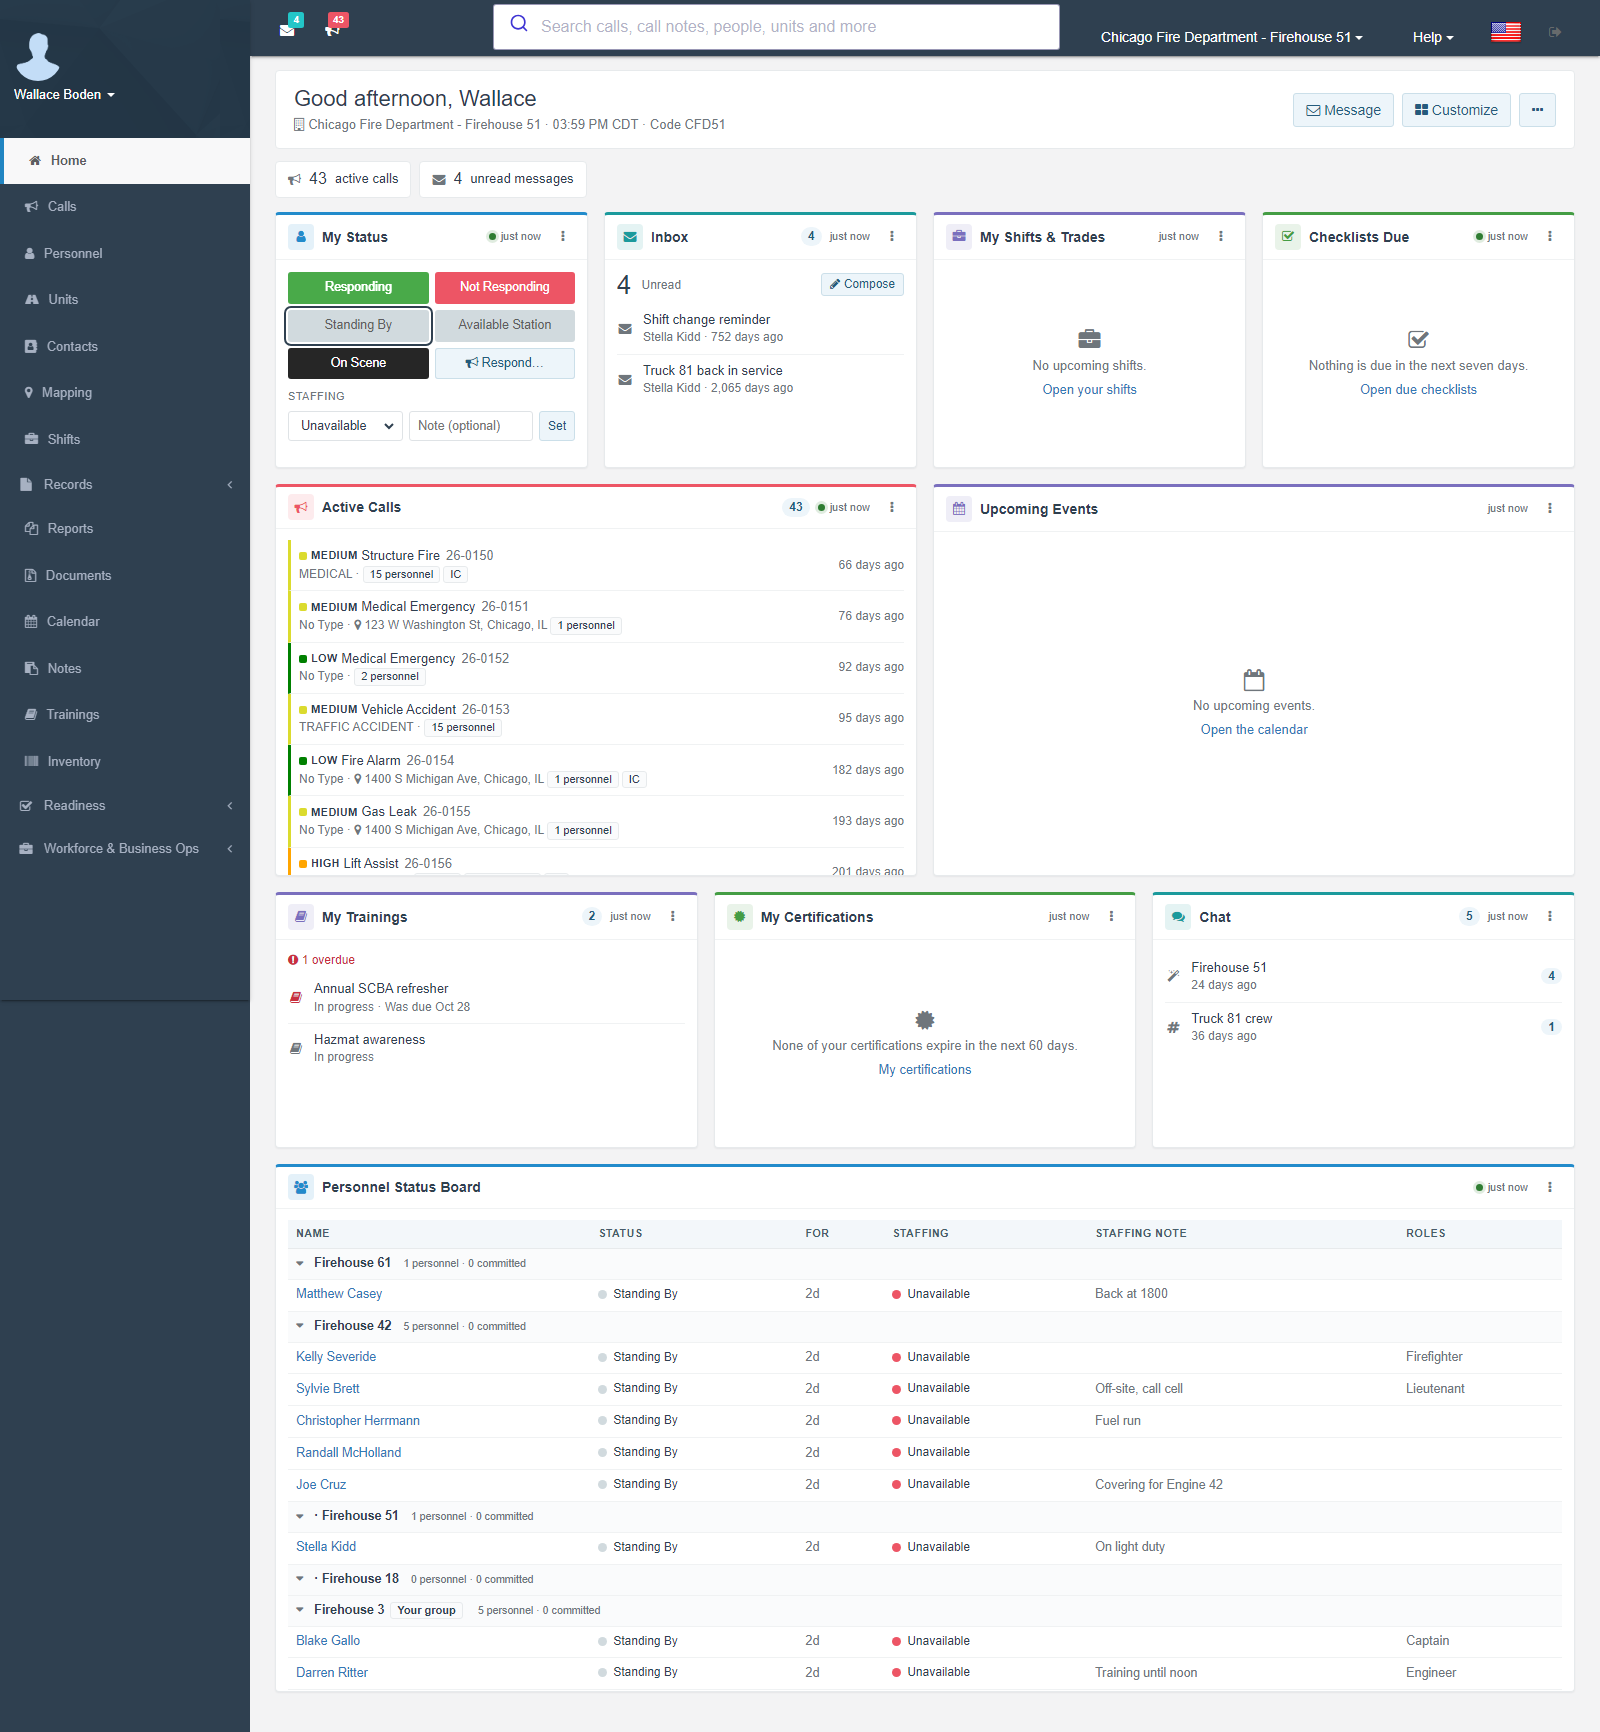 4
43
Search calls, call notes, people, units and more
Chicago Fire Department - Firehouse 51
Help
Wallace Boden
Home
Calls
Personnel
Units
Contacts
Mapping
Shifts
Records
Reports
Documents
Calendar
Notes
Trainings
Inventory
Readiness
Workforce & Business Ops
Good afternoon, Wallace
Chicago Fire Department - Firehouse 51 · 03:59 PM CDT · Code CFD51
Message
Customize
43 active calls
4 unread messages
My Status
just now
Responding
Not Responding
Standing By
Available Station
On Scene
Respond...
STAFFING
Unavailable
Note (optional)
Set
Inbox
4 just now
4 Unread
Compose
Shift change reminder
Stella Kidd · 752 days ago
Truck 81 back in service
Stella Kidd · 2,065 days ago
My Shifts & Trades
just now
No upcoming shifts.
Open your shifts
Checklists Due
just now
Nothing is due in the next seven days.
Open due checklists
Active Calls
43 just now
MEDIUM Structure Fire 26-0150
MEDICAL · 15 personnel IC
66 days ago
MEDIUM Medical Emergency 26-0151
No Type · 123 W Washington St, Chicago, IL 1 personnel
76 days ago
LOW Medical Emergency 26-0152
No Type · 2 personnel
92 days ago
MEDIUM Vehicle Accident 26-0153
TRAFFIC ACCIDENT · 15 personnel
95 days ago
LOW Fire Alarm 26-0154
No Type · 1400 S Michigan Ave, Chicago, IL 1 personnel IC
182 days ago
MEDIUM Gas Leak 26-0155
No Type · 1400 S Michigan Ave, Chicago, IL 1 personnel
193 days ago
HIGH Lift Assist 26-0156
201 days ago
Upcoming Events
just now
No upcoming events.
Open the calendar
My Trainings
2 just now
1 overdue
Annual SCBA refresher
In progress · Was due Oct 28
Hazmat awareness
In progress
My Certifications
just now
None of your certifications expire in the next 60 days.
My certifications
Chat
5 just now
Firehouse 51
24 days ago
4
Truck 81 crew
36 days ago
1
Personnel Status Board
just now
NAME STATUS FOR STAFFING STAFFING NOTE ROLES
Firehouse 61 1 personnel · 0 committed
Matthew Casey Standing By 2d Unavailable Back at 1800
Firehouse 42 5 personnel · 0 committed
Kelly Severide Standing By 2d Unavailable Firefighter
Sylvie Brett Standing By 2d Unavailable Off-site, call cell Lieutenant
Christopher Herrmann Standing By 2d Unavailable Fuel run
Randall McHolland Standing By 2d Unavailable
Joe Cruz Standing By 2d Unavailable Covering for Engine 42
· Firehouse 51 1 personnel · 0 committed
Stella Kidd Standing By 2d Unavailable On light duty
· Firehouse 18 0 personnel · 0 committed
Firehouse 3 Your group 5 personnel · 0 committed
Blake Gallo Standing By 2d Unavailable Captain
Darren Ritter Standing By 2d Unavailable Training until noon Engineer